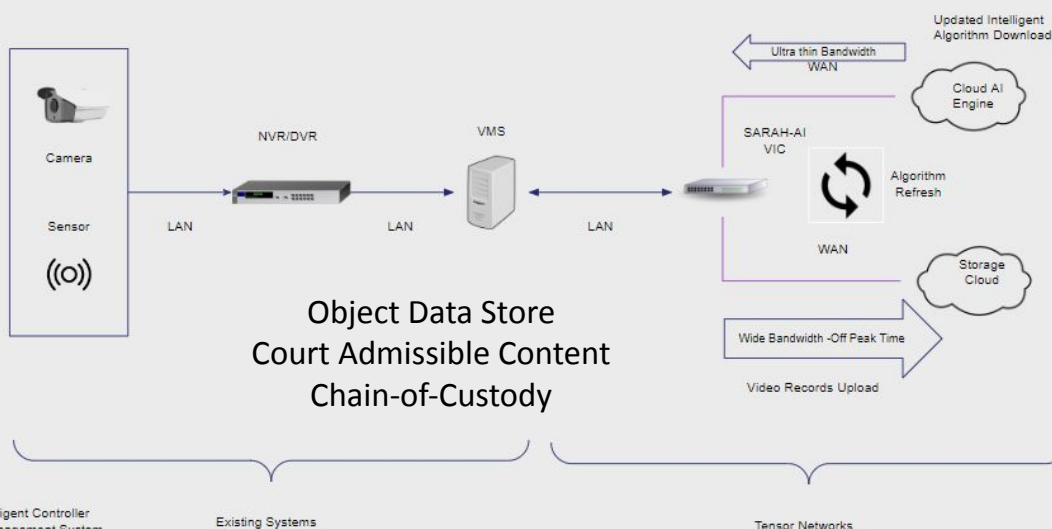 Updated Intelligent
Algorithm Download
Ultra thin Bandwidth
WAN
Cloud AI
Engine
Camera
NVR/DVR
VMS
SARAH-AI
VIC
Algorithm
Refresh
Sensor
LAN
LAN
LAN
WAN
Storage
Cloud
Object Data Store
Court Admissible Content
Chain-of-Custody
Wide Bandwidth -Off Peak Time
Video Records Upload
Controller
System
Existing Systems
Tensor Networks